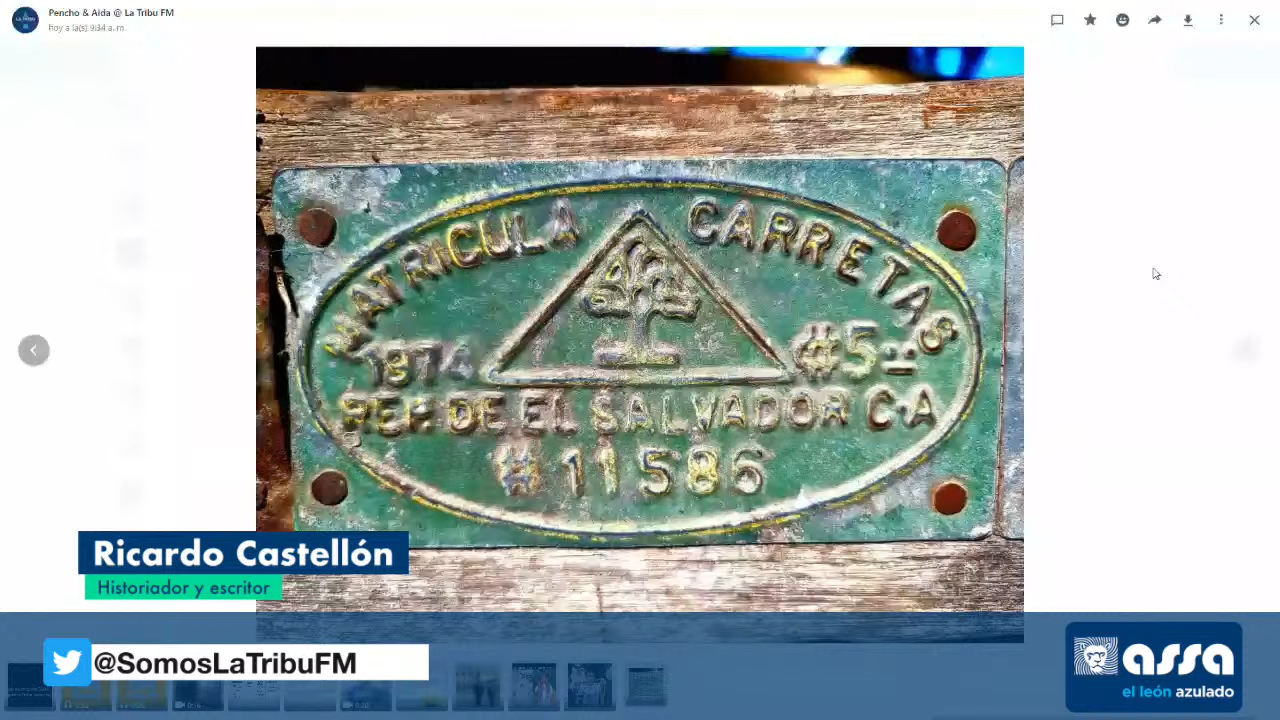 Pencho & Aida @ La Tribu FM
hoy a la(s) 9:34 a. m.
MATRICULA CARRETAS
1974 #5
REP. DE EL SALVADOR C.A
#11586
Ricardo Castellón
Historiador y escritor
@SomosLaTribuFM
assa
el león azulado